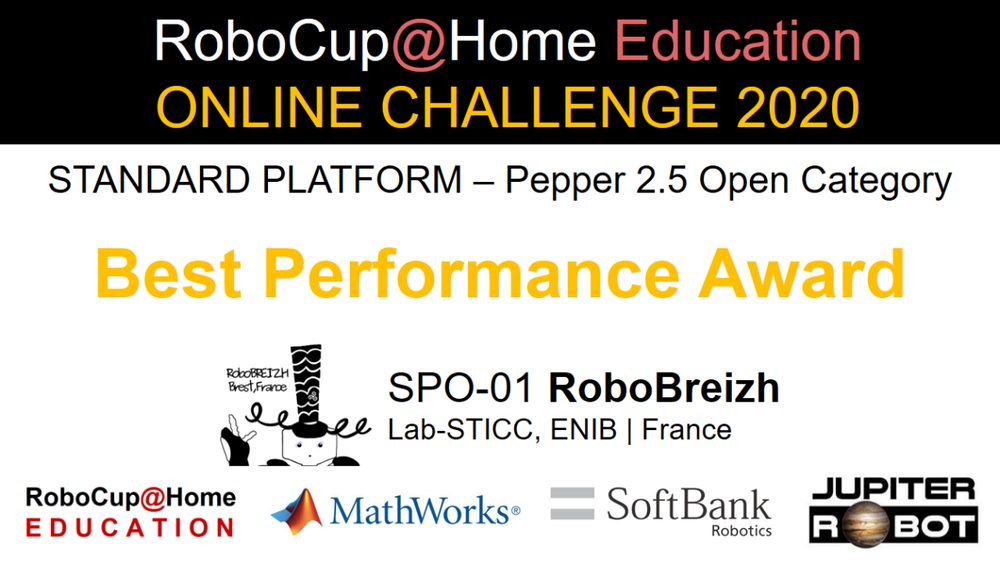 RoboCup@Home Education
ONLINE CHALLENGE 2020
STANDARD PLATFORM – Pepper 2.5 Open Category
Best Performance Award
RoboBREIZH
Brest,France
SPO-01 RoboBreizh
Lab-STICC, ENIB | France
RoboCup@Home
EDUCATION
MathWorks®
SoftBank
Robotics
JUPITER
ROBOT